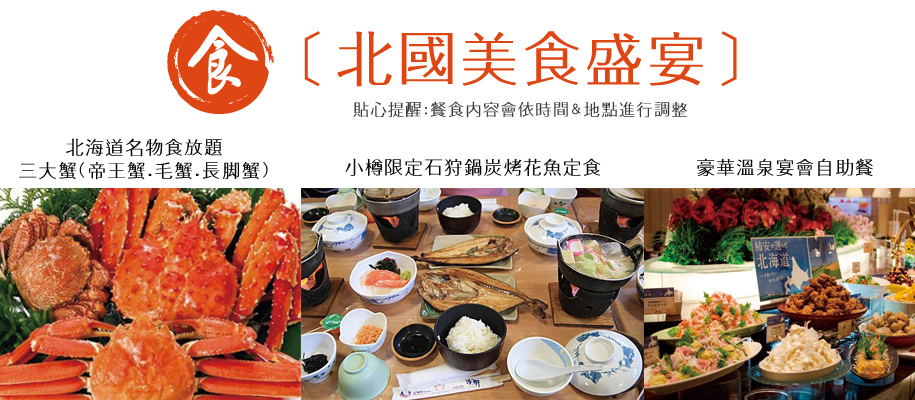 食
〔北國美食盛宴〕
貼心提醒:餐食内容會依時間&地點進行調整
北海道名物食放題
三大蟹(帝王蟹.毛蟹.長脚蟹)
小樽限定石狩鍋炭烤花魚定食
豪華溫泉宴會自助餐
北海道